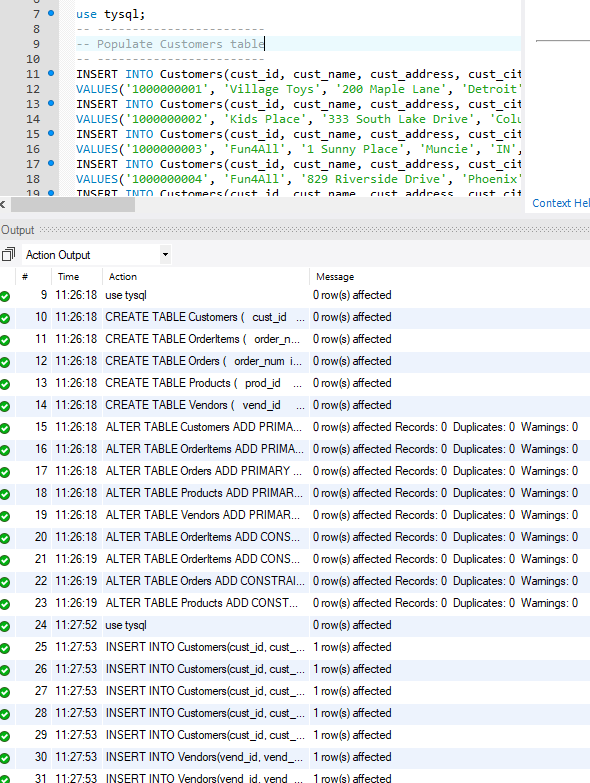 7 use tysql;
8 -- ------------------------
9 -- Populate Customers table
10 -- ------------------------
11 INSERT INTO Customers(cust_id, cust_name, cust_address, cust_cit
12 VALUES('1000000001', 'Village Toys', '200 Maple Lane', 'Detroit'
13 INSERT INTO Customers(cust_id, cust_name, cust_address, cust_cit
14 VALUES('1000000002', 'Kids Place', '333 South Lake Drive', 'Colu
15 INSERT INTO Customers(cust_id, cust_name, cust_address, cust_cit
16 VALUES('1000000003', 'Fun4All', '1 Sunny Place', 'Muncie', 'IN',
17 INSERT INTO Customers(cust_id, cust_name, cust_address, cust_cit
18 VALUES('1000000004', 'Fun4All', '829 Riverside Drive', 'Phoenix'
19 INSERT INTO Customers(cust_id, cust_name, cust_address, cust_cit
Context Hel
Output
Action Output
# Time Action Message
9 11:26:18 use tysql 0 row(s) affected
10 11:26:18 CREATE TABLE Customers ( cust_id ... 0 row(s) affected
11 11:26:18 CREATE TABLE OrderItems ( order_n... 0 row(s) affected
12 11:26:18 CREATE TABLE Orders ( order_num i... 0 row(s) affected
13 11:26:18 CREATE TABLE Products ( prod_id ... 0 row(s) affected
14 11:26:18 CREATE TABLE Vendors ( vend_id ... 0 row(s) affected
15 11:26:18 ALTER TABLE Customers ADD PRIMA... 0 row(s) affected Records: 0 Duplicates: 0 Warnings: 0
16 11:26:18 ALTER TABLE OrderItems ADD PRIMA... 0 row(s) affected Records: 0 Duplicates: 0 Warnings: 0
17 11:26:18 ALTER TABLE Orders ADD PRIMARY ... 0 row(s) affected Records: 0 Duplicates: 0 Warnings: 0
18 11:26:18 ALTER TABLE Products ADD PRIMAR... 0 row(s) affected Records: 0 Duplicates: 0 Warnings: 0
19 11:26:18 ALTER TABLE Vendors ADD PRIMAR... 0 row(s) affected Records: 0 Duplicates: 0 Warnings: 0
20 11:26:18 ALTER TABLE OrderItems ADD CONS... 0 row(s) affected Records: 0 Duplicates: 0 Warnings: 0
21 11:26:19 ALTER TABLE OrderItems ADD CONS... 0 row(s) affected Records: 0 Duplicates: 0 Warnings: 0
22 11:26:19 ALTER TABLE Orders ADD CONSTRAI... 0 row(s) affected Records: 0 Duplicates: 0 Warnings: 0
23 11:26:19 ALTER TABLE Products ADD CONST... 0 row(s) affected Records: 0 Duplicates: 0 Warnings: 0
24 11:27:52 use tysql 0 row(s) affected
25 11:27:53 INSERT INTO Customers(cust_id, cust_... 1 row(s) affected
26 11:27:53 INSERT INTO Customers(cust_id, cust_... 1 row(s) affected
27 11:27:53 INSERT INTO Customers(cust_id, cust_... 1 row(s) affected
28 11:27:53 INSERT INTO Customers(cust_id, cust_... 1 row(s) affected
29 11:27:53 INSERT INTO Customers(cust_id, cust_... 1 row(s) affected
30 11:27:53 INSERT INTO Vendors(vend_id, vend_... 1 row(s) affected
31 11:27:53 INSERT INTO Vendors(vend_id, vend_... 1 row(s) affected